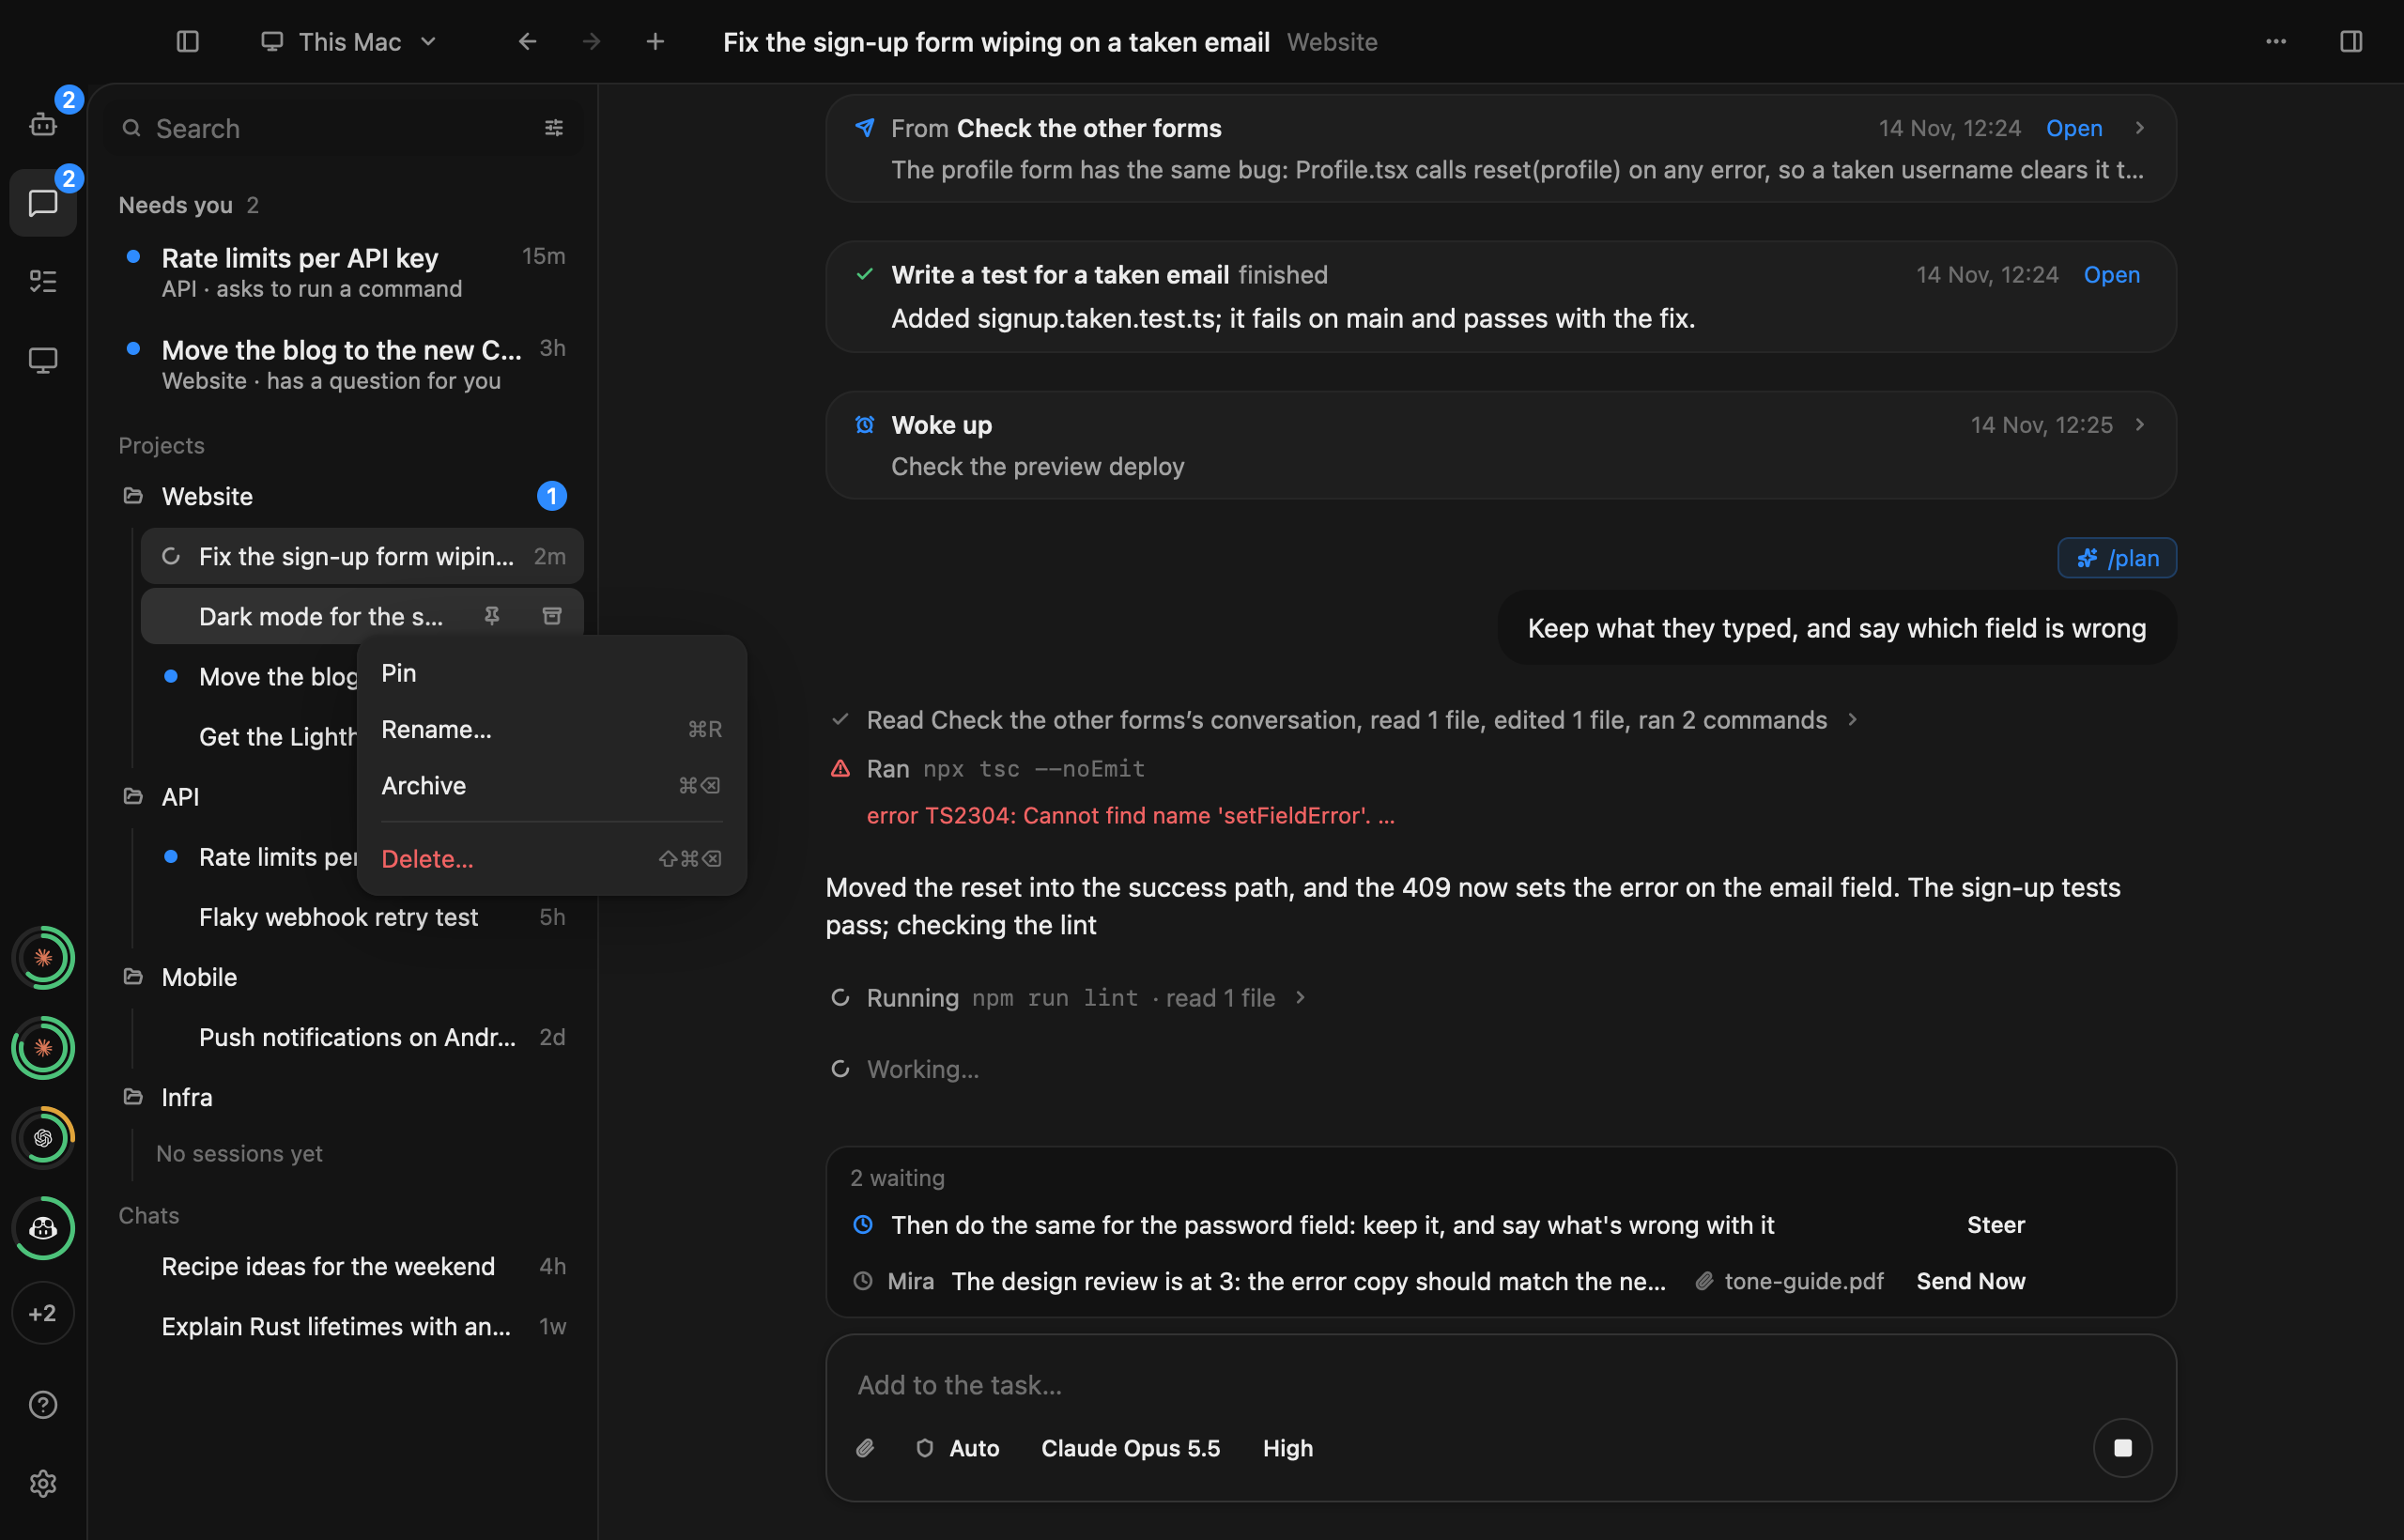 This Mac
Fix the sign-up form wiping on a taken email Website
2
2
Search
Needs you 2
Rate limits per API key 15m
API · asks to run a command
Move the blog to the new C... 3h
Website · has a question for you
Projects
Website 1
Fix the sign-up form wipin... 2m
Dark mode for the s...
Move the blog
Get the Lighth
API
Rate limits per
Flaky webhook retry test 5h
Mobile
Push notifications on Andr... 2d
Infra
No sessions yet
Chats
Recipe ideas for the weekend 4h
Explain Rust lifetimes with an... 1w
+2
Pin
Rename... ⌘R
Archive ⌘⌫
Delete... ⇧⌘⌫
From Check the other forms 14 Nov, 12:24 Open
The profile form has the same bug: Profile.tsx calls reset(profile) on any error, so a taken username clears it t...
Write a test for a taken email finished 14 Nov, 12:24 Open
Added signup.taken.test.ts; it fails on main and passes with the fix.
Woke up 14 Nov, 12:25
Check the preview deploy
/plan
Keep what they typed, and say which field is wrong
Read Check the other forms’s conversation, read 1 file, edited 1 file, ran 2 commands
Ran npx tsc --noEmit
error TS2304: Cannot find name 'setFieldError'. ...
Moved the reset into the success path, and the 409 now sets the error on the email field. The sign-up tests
pass; checking the lint
Running npm run lint · read 1 file
Working...
2 waiting
Then do the same for the password field: keep it, and say what's wrong with it Steer
Mira The design review is at 3: the error copy should match the ne... tone-guide.pdf Send Now
Add to the task...
Auto Claude Opus 5.5 High